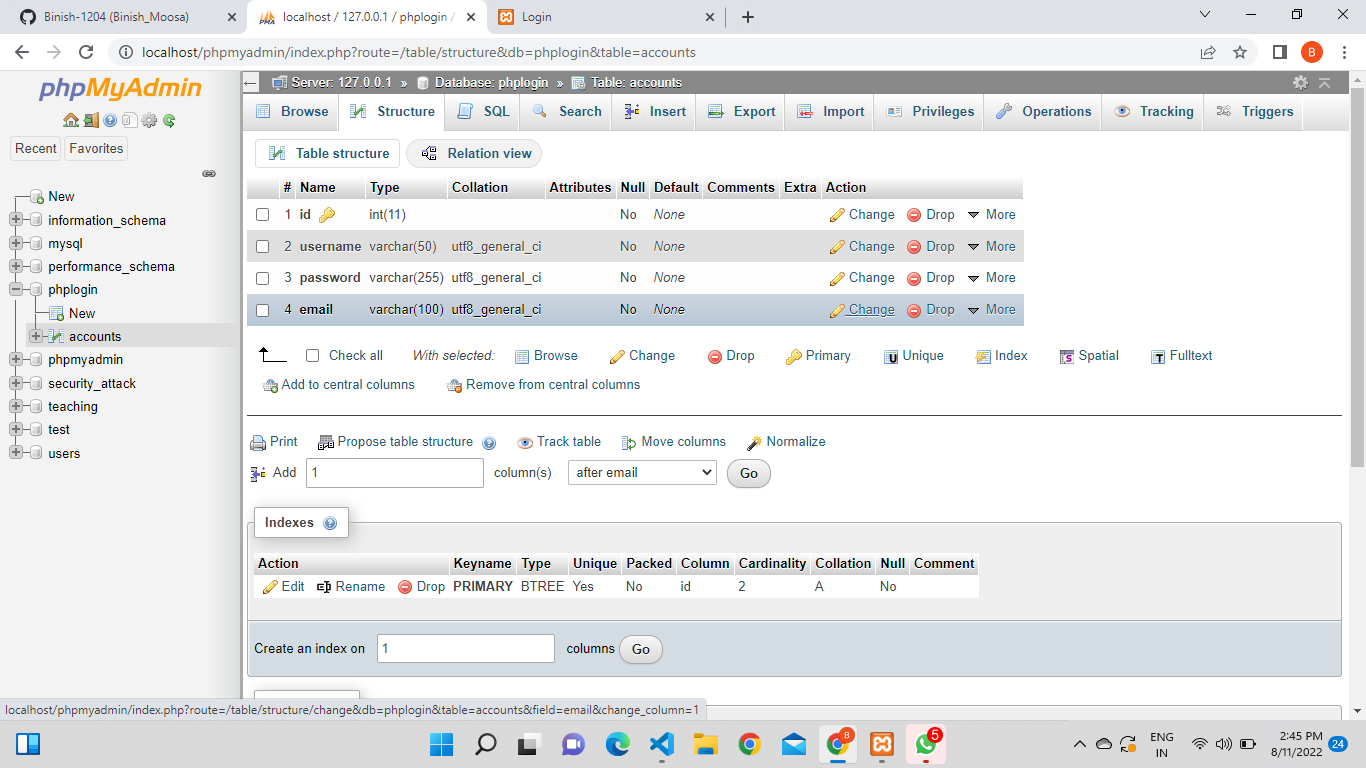 Binish-1204 (Binish_Moosa)
localhost / 127.0.0.1 / phplogin /
Login
localhost/phpmyadmin/index.php?route=/table/structure&db=phplogin&table=accounts
B
phpMyAdmin
Recent Favorites
New
information_schema
mysql
performance_schema
phplogin
New
accounts
phpmyadmin
security_attack
teaching
test
users
Server: 127.0.0.1 » Database: phplogin » Table: accounts
Browse Structure SQL Search Insert Export Import Privileges Operations Tracking Triggers
Table structure Relation view
# Name Type Collation Attributes Null Default Comments Extra Action
1 id int(11) No None Change Drop More
2 username varchar(50) utf8_general_ci No None Change Drop More
3 password varchar(255) utf8_general_ci No None Change Drop More
4 email varchar(100) utf8_general_ci No None Change Drop More
Check all With selected: Browse Change Drop Primary Unique Index Spatial Fulltext
Add to central columns Remove from central columns
Print Propose table structure Track table Move columns Normalize
Add 1 column(s) after email Go
Indexes
Action Keyname Type Unique Packed Column Cardinality Collation Null Comment
Edit Rename Drop PRIMARY BTREE Yes No id 2 A No
Create an index on 1 columns Go
localhost/phpmyadmin/index.php?route=/table/structure/change&db=phplogin&table=accounts&field=email&change_column=1
B
5
ENG
IN
2:45 PM
8/11/2022
24